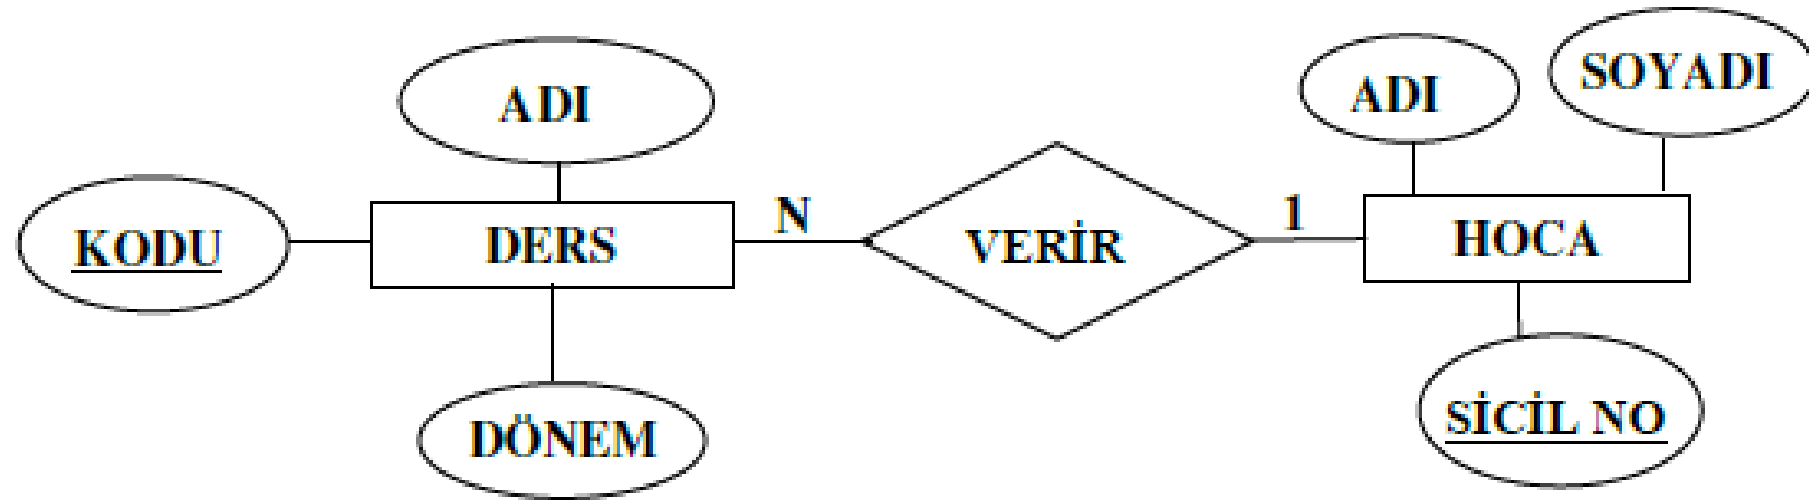 ADI
ADI
SOYADI
KODU
DERS
N
VERİR
1
HOCA
DÖNEM
SİCİL NO